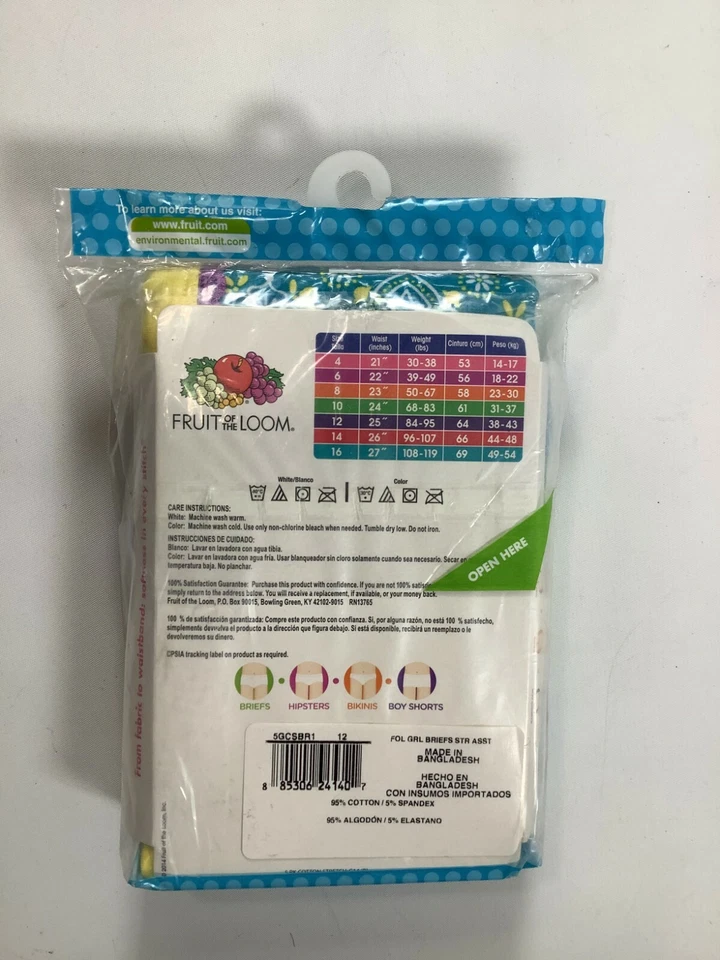 To learn more about us visit:
www.fruit.com
environmental.fruit.com
FRUIT OF THE LOOM®
Size Waist (Inches) Weight (lbs) Cintura (cm) Peso (kg)
4 21" 30-38 53 14-17
6 22" 39-49 56 18-22
8 23" 50-67 58 23-30
10 24" 68-83 61 31-37
12 25" 84-95 64 38-43
14 26" 96-107 66 44-48
16 27" 108-119 69 49-54
White/Blanco Color
CARE INSTRUCTIONS:
White: Machine wash warm.
Color: Machine wash cold. Use only non-chlorine bleach when needed. Tumble dry low. Do not iron.
INSTRUCCIONES DE CUIDADO:
Blanco: Lavar en lavadora con agua tibia.
Color: Lavar en lavadora con agua fría. Usar blanqueador sin cloro solamente cuando sea necesario. Secar
temperatura baja. No planchar.
OPEN HERE
100% Satisfaction Guarantee: Purchase this product with confidence. If you are not 100%
simply return to the address below. You will receive a replacement, if available, or your money back.
Fruit of the Loom, P.O. Box 90015, Bowling Green, KY 42102-9015 RN13765
100 % de satisfacción garantizada: Compre este producto con confianza. Si, por alguna razón, no está 100 % satisfecho,
simplemente devuelva el producto a la dirección que figura debajo. Si está disponible, recibirá un reemplazo o le
devolveremos su dinero.
CPSIA tracking label on product as required.
BRIEFS HIPSTERS BIKINIS BOY SHORTS
From fabric to waistband: softness in every stitch
5GCSBR1 12
8 85306 24140 7
FOL GRL BRIEFS STR ASST
MADE IN
BANGLADESH
HECHO EN
BANGLADESH
CON INSUMOS IMPORTADOS
95% COTTON / 5% SPANDEX
95% ALGODÓN / 5% ELASTANO
© 2014 Fruit of the Loom, Inc.